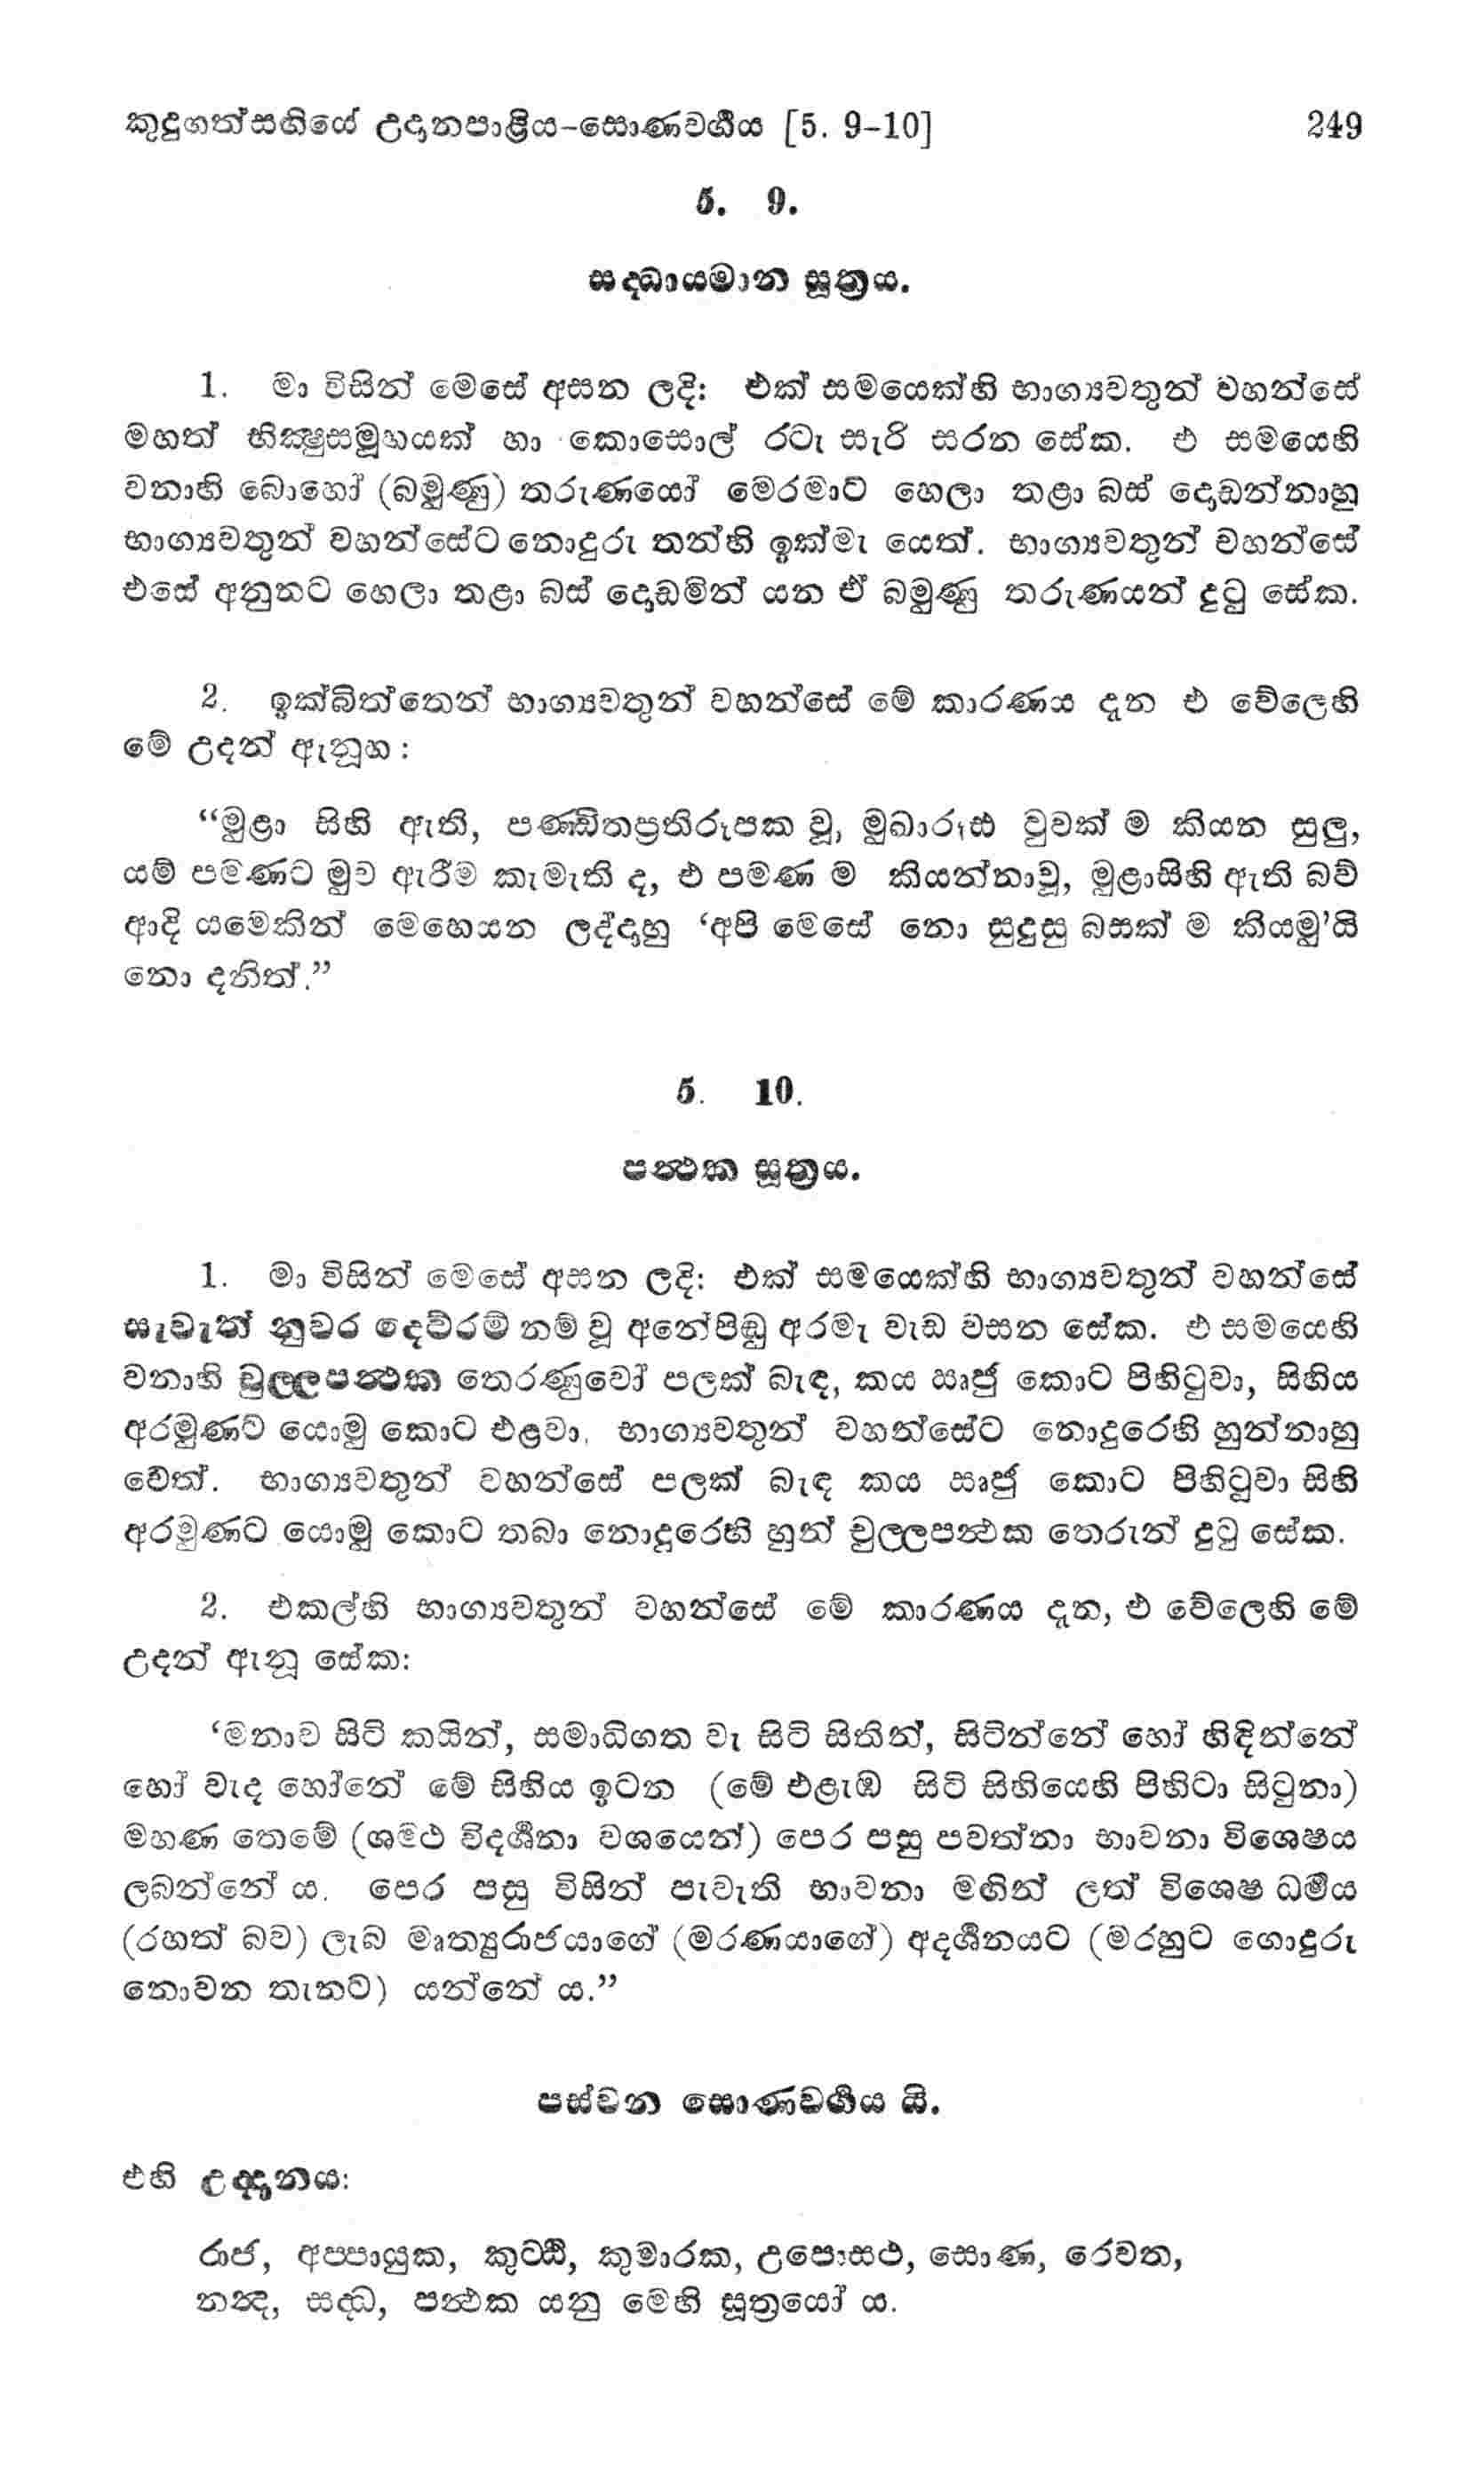 කුදුගත්සඟියේ උදානපාළිය-සොණවර්‍ගය [5. 9-10] 249
5. 9.
සද්ධායමාන සූත්‍රය.
1. මා විසින් මෙසේ අසන ලදි: එක් සමයෙක්හි භාග්‍යවතුන් වහන්සේ
මහත් භික්‍ෂුසමූහයක් හා කොසොල් රටැ සැරි සරන සේක. එ සමයෙහි
වනාහි බොහෝ (බමුණු) තරුණයෝ මෙරමාට හෙලා තළා බස් දොඩන්නාහු
භාග්‍යවතුන් වහන්සේට නොදුරු තන්හි ඉක්මැ යෙත්. භාග්‍යවතුන් වහන්සේ
එසේ අනුනට හෙලා තළා බස් දොඩමින් යන ඒ බමුණු තරුණයන් දුටු සේක.
2. ඉක්බිත්තෙන් භාග්‍යවතුන් වහන්සේ මේ කාරණය දැන එ වේලෙහි
මේ උදන් ඇනූහ :
“මුළා සිහි ඇති, පණ්ඩිතප්‍රතිරූපක වූ, මුඛාරූඪ වුවක් ම කියන සුලු,
යම් පමණට මුව ඇරීම කැමැති ද, එ පමණ ම කියන්නාවූ, මුළාසිහි ඇති බව්
ආදි යමෙකින් මෙහෙයන ලද්දාහු ‘අපි මෙසේ නො සුදුසු බසක් ම කියමු’යි
නො දනිත්.”
5. 10.
පන්‍ථක සූත්‍රය.
1. මා විසින් මෙසේ අසන ලදි: එක් සමයෙක්හි භාග්‍යවතුන් වහන්සේ
සැවැත් නුවර දෙව්රම් නම් වූ අනේපිඬු අරමැ වැඩ වසන සේක. එ සමයෙහි
වනාහි චුල්ලපන්‍ථක තෙරණුවෝ පලක් බැඳ, කය ඍජු කොට පිහිටුවා, සිහිය
අරමුණට යොමු කොට එළවා, භාග්‍යවතුන් වහන්සේට නොදුරෙහි හුන්නාහු
වෙත්. භාග්‍යවතුන් වහන්සේ පලක් බැඳ කය ඍජු කොට පිහිටුවා සිහි
අරමුණට යොමු කොට තබා නොදුරෙහි හුන් චුල්ලපන්‍ථක තෙරුන් දුටු සේක.
2. එකල්හි භාග්‍යවතුන් වහන්සේ මේ කාරණය දැන, එ වේලෙහි මේ
උදන් ඇනූ සේක:
‘මනාව සිටි කයින්, සමාධිගත වැ සිටි සිතින්, සිටින්නේ හෝ හිඳින්නේ
හෝ වැද හෝනේ මේ සිහිය ඉටන (මේ එළැඹ සිටි සිහියෙහි පිහිටා සිටුනා)
මහණ තෙමේ (ශමථ විදර්‍ශනා වශයෙන්) පෙර පසු පවත්නා භාවනා විශෙෂය
ලබන්නේ ය. පෙර පසු විසින් පැවැති භාවනා මඟින් ලත් විශෙෂ ධර්‍මය
(රහත් බව) ලැබ මෘත්‍යුරාජයාගේ (මරණයාගේ) අදර්‍ශනයට (මරහුට ගොදුරු
නොවන තැනට) යන්නේ ය.”
පස්වන සොණවර්‍ගය යි.
එහි උද්දානය:
රාජ, අප්පායුක, කුට්ඨි, කුමාරක, උපොසථ, සොණ, රෙවත,
නන්ද, සද්ධ, පන්‍ථක යනු මෙහි සූත්‍රයෝ ය.